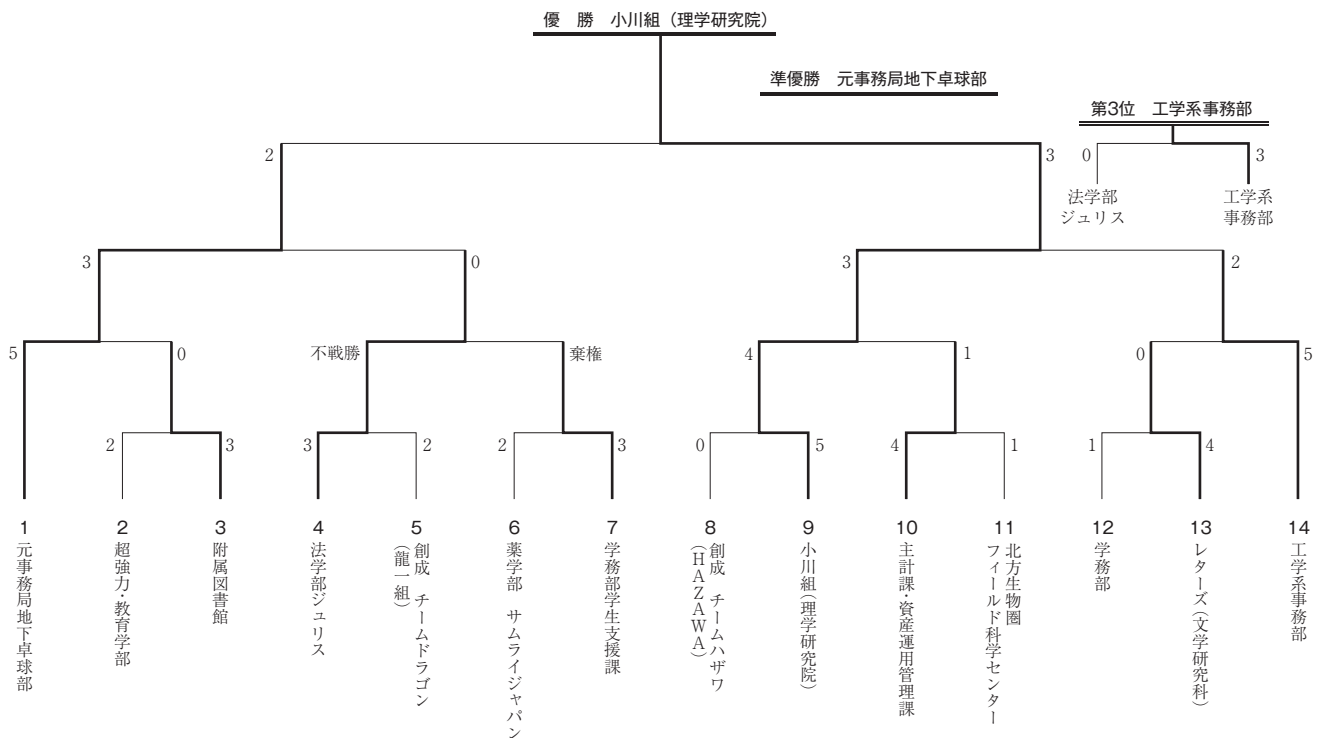 優　勝　小川組（理学研究院）
準優勝　元事務局地下卓球部
第3位　工学系事務部
2
3
0
3
法学部
ジュリス
工学系
事務部
3
0
3
2
5
0
不戦勝
棄権
4
1
0
5
2
3
3
2
2
3
0
5
4
1
1
4
1
元事務局地下卓球部
2
超強力・教育学部
3
附属図書館
4
法学部ジュリス
5
創成　チームドラゴン
（龍一組）
6
薬学部　サムライジャパン
7
学務部学生支援課
8
創成　チームハザワ
（HAZAWA）
9
小川組（理学研究院）
10
主計課・資産運用管理課
11
北方生物圏
フィールド科学センター
12
学務部
13
レターズ（文学研究科）
14
工学系事務部